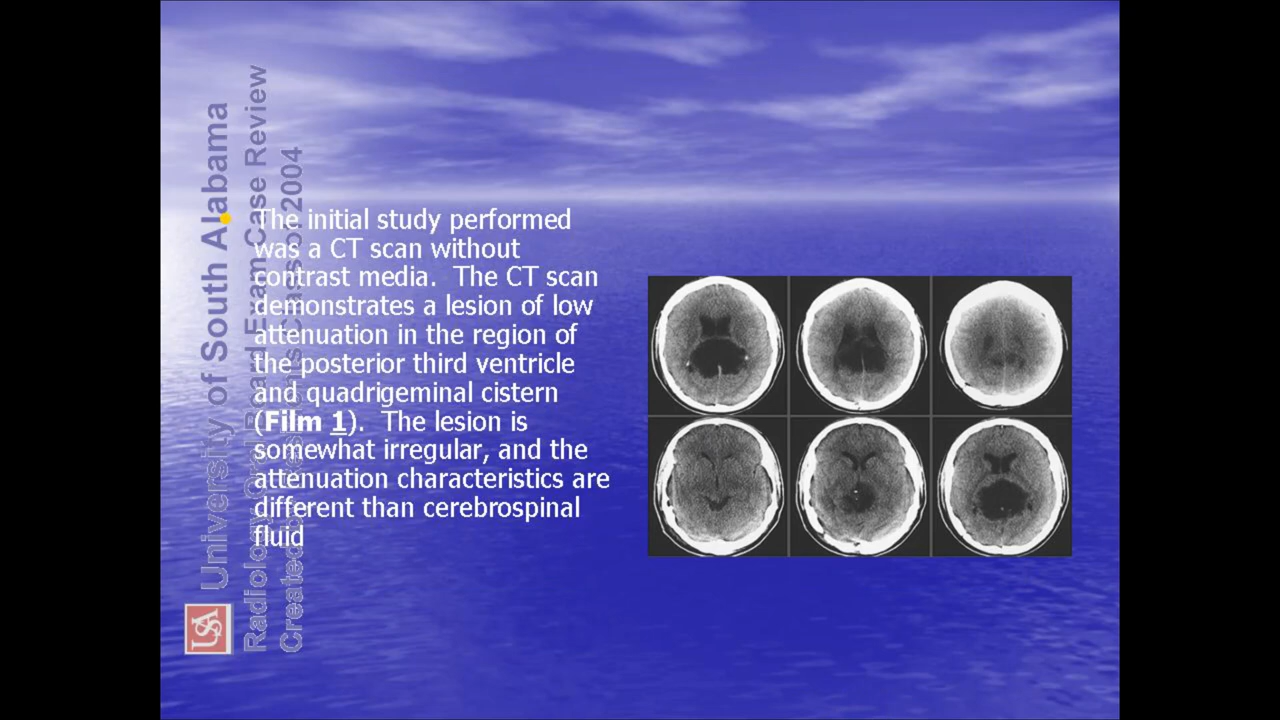 University of South Alabama
Radiology Oral Board Exam Case Review
2004
USA
The initial study performed
was a CT scan without
contrast media. The CT scan
demonstrates a lesion of low
attenuation in the region of
the posterior third ventricle
and quadrigeminal cistern
(Film 1). The lesion is
somewhat irregular, and the
attenuation characteristics are
different than cerebrospinal
fluid